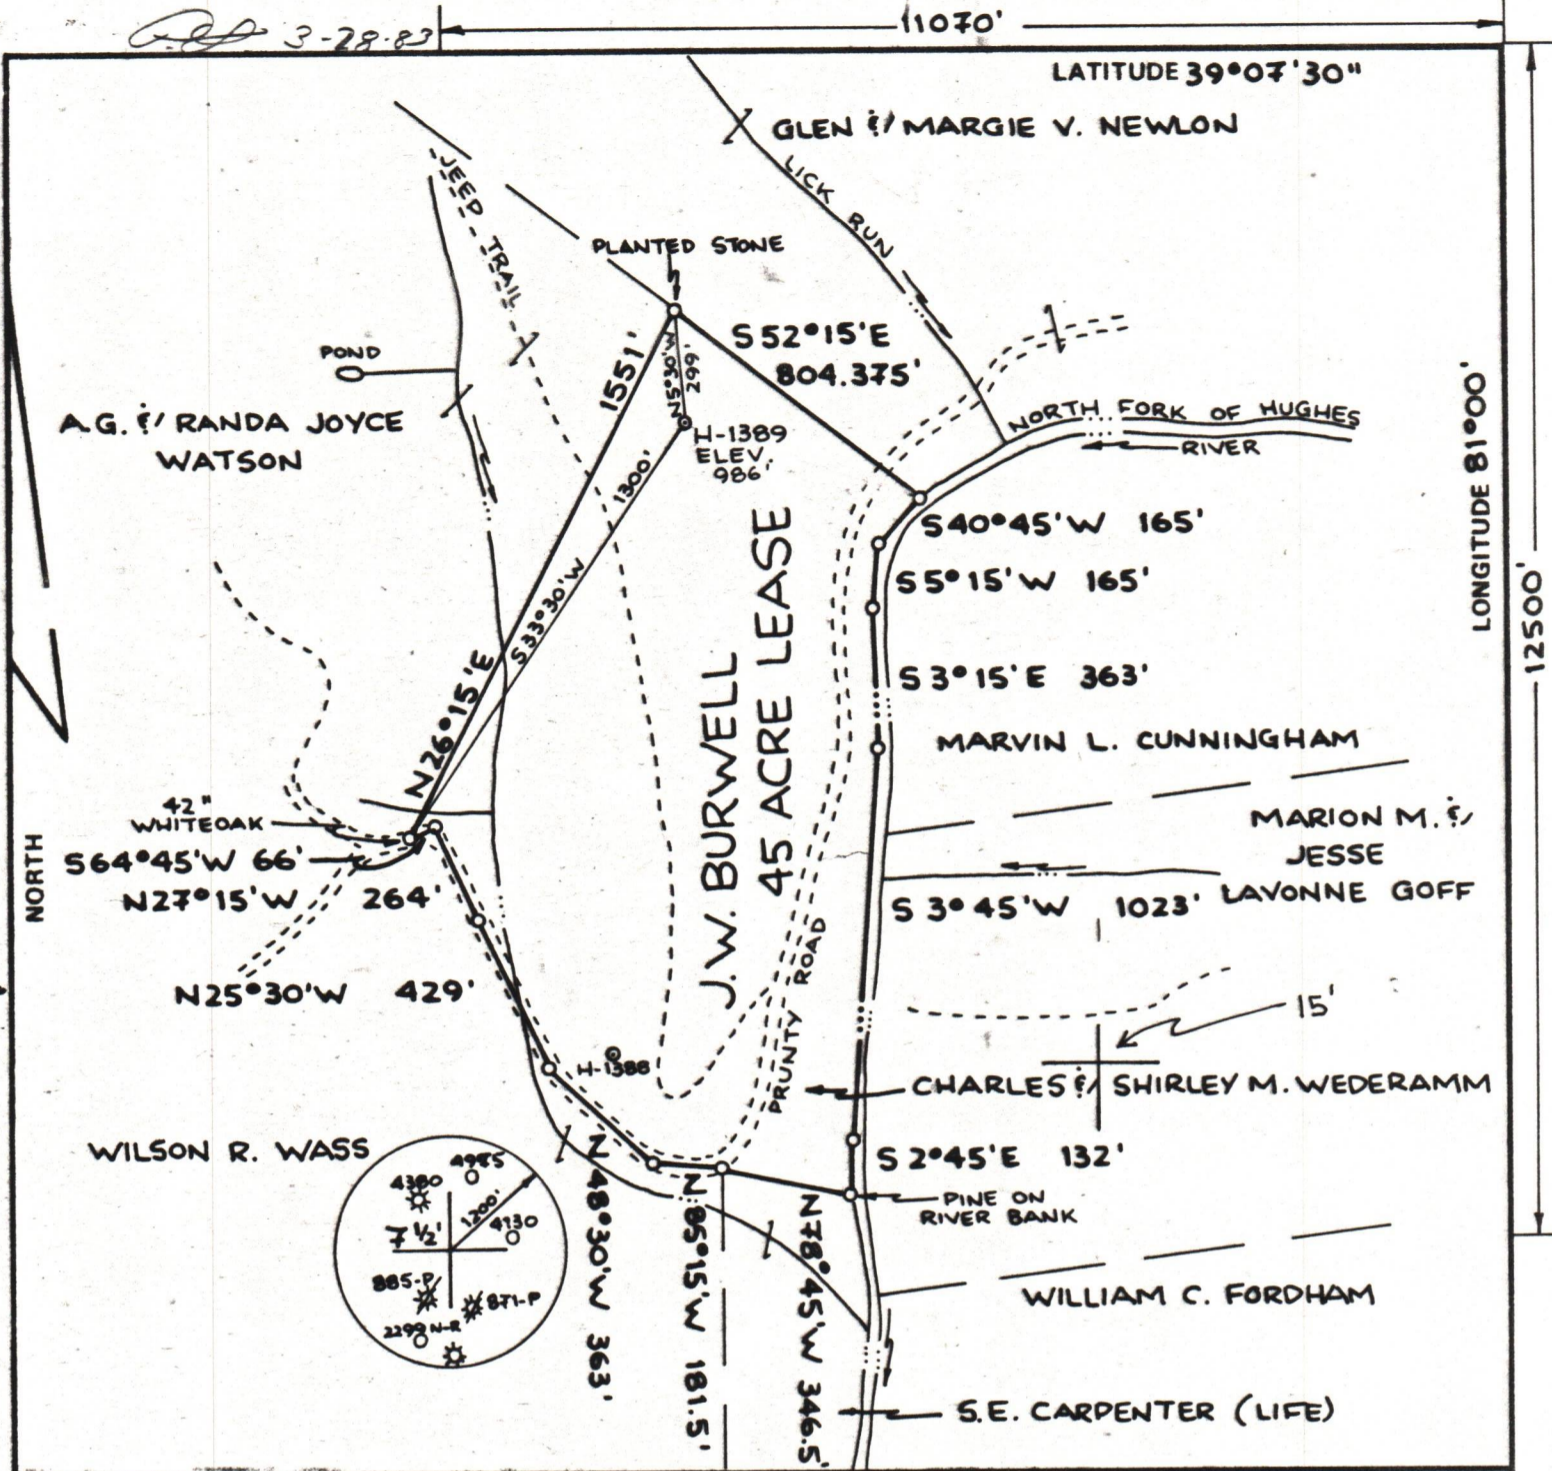 3-28-83
11070'
LATITUDE 39°07'30"
GLEN & MARGIE V. NEWLON
LICK RUN
JEED TRAIL
PLANTED STONE
S 52°15'E
804.375'
POND
1551'
N5°30'W
299'
A.G. & RANDA JOYCE
WATSON
H-1389
ELEV.
986'
1300'
NORTH FORK OF HUGHES
RIVER
LONGITUDE 81°00'
12500'
S40°45'W 165'
S5°15'W 165'
S33°30'W
N26°15'E
S3°15'E 363'
J.W. BURWELL
45 ACRE LEASE
MARVIN L. CUNNINGHAM
42"
WHITEOAK
S64°45'W 66'
N27°15'W 264'
NORTH
MARION M. &
JESSE
LAVONNE GOFF
S 3°45'W 1023'
N25°30'W 429'
PRUNTY ROAD
15'
H-1388
CHARLES & SHIRLEY M. WEDERAMM
WILSON R. WASS
S 2°45'E 132'
PINE ON
RIVER BANK
4985
4380
1200'
4130
7 1/2'
885-P
871-P
2299 N-R
N 48°30'W 363'
N 85°15'W 181.5'
N78°45'W 346.5'
WILLIAM C. FORDHAM
S.E. CARPENTER (LIFE)